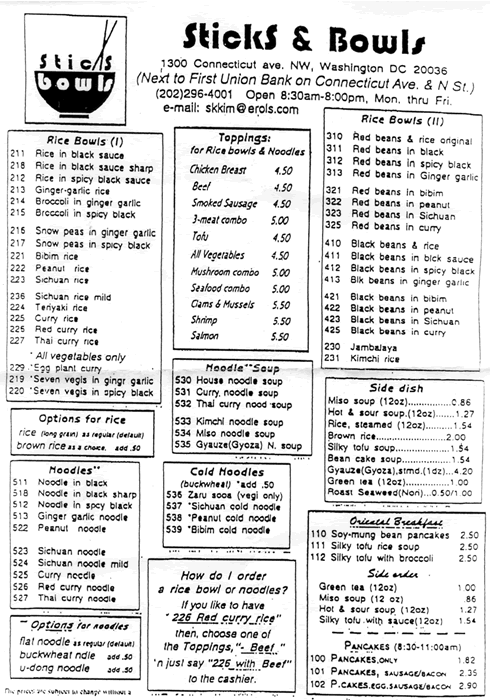 sticks
bowls
Sticks & Bowls
1300 Connecticut ave. NW, Washington DC 20036
(Next to First Union Bank on Connecticut Ave. & N St.)
(202)296-4001 Open 8:30am-8:00pm, Mon. thru Fri.
e-mail: skkim@erols.com
Rice Bowls (I)
211 Rice in black sauce
218 Rice in black sauce sharp
212 Rice in spicy black sauce
213 Ginger-garlic rice
214 Broccoli in ginger garlic
215 Broccoli in spicy black
216 Snow peas in ginger garlic
217 Snow peas in spicy black
221 Bibim rice
222 Peanut rice
223 Sichuan rice
236 Sichuan rice mild
224 Teriyaki rice
225 Curry rice
226 Red curry rice
227 Thai curry rice
* All vegetables only
229 *Egg plant curry
219 *Seven vegis in gingr garlic
220 *Seven vegis in spicy black
Options for rice
rice (long grain) as regular (default)
brown rice as a choice. add .50
Noodles**
511 Noodle in black
518 Noodle in black sharp
512 Noodle in spcy black
513 Ginger garlic noodle
522 Peanut noodle
523 Sichuan noodle
524 Sichuan noodle mild
525 Curry needle
526 Red curry noodle
527 Thai curry noodle
Options for noodles
flat noodle as regular (default)
buckwheat ndle add .50
u-dong noodle add .50
The prices are subject to change without a
Toppings:
for Rice bowls & Noodles
Chicken Breast 4.50
Beef 4.50
Smoked Sausage 4.50
3-meat combo 5.00
Tofu 4.50
All Vegetables 4.50
Mushroom combo 5.00
Seafood combo 5.00
Clams & Mussels 5.50
Shrimp 5.50
Salmon 5.50
Noodle**Soup
530 House noodle soup
531 Curry noodle soup
532 Thai curry nood soup
533 Kimchi noodle soup
534 Miso noodle soup
535 Gyuza(Gyoza) N. soup
Cold Noodles
(buckwheat) *add .50
536 Zaru soba (vegi only)
537 *Sichuan cold noodle
538 *Peanut cold noodle
539 *Bibim cold noodle
How do I order
a rice bowl or noodles?
If you like to have
"226 Red curry rice"
then, choose one of
the Toppings, "- Beef "
'n just say "226 with Beef"
to the cashier.
Rice Bowls (II)
310 Red beans & rice original
311 Red beans in black
312 Red beans in spicy black
313 Red beans in Ginger garlic
321 Red beans in bibim
322 Red beans in peanut
323 Red beans in Sichuan
325 Red beans in curry
410 Black beans & rice
411 Black beans in blck sauce
412 Black beans in spicy black
413 Blk beans in ginger garlic
421 Black beans in bibim
422 Black beans in peanut
423 Black beans in Sichuan
425 Black beans in curry
230 Jambalaya
231 Kimchi rice
Side dish
Miso soup (12oz)..............0.86
Hot & sour soup.(12oz)......1.27
Rice, steamed (12oz).........1.54
Brown rice.....................2.00
Silky tofu soup.................1.54
Bean cake soup...............1.54
Gyauze(Gyoza),stmd.(1dz)...4.20
Green tea (12oz)...............1.00
Roast Seaweed(Nori)...0.50/1.00
Oriental Breakfast
110 Soy-mung bean pancakes 2.50
111 Silky tofu rice soup 2.50
112 Silky tofu with broccoli 2.50
Side order
Green tea (12oz) 1.00
Miso soup (12 oz) .86
Hot & sour soup (12oz) 1.27
Silky tofu with sauce(12oz) 1.54
PANCAKES (8:30-11:00am)
100 PANCAKES,ONLY 1.82
101 PANCAKES, SAUSAGE/BACON 2.90
102 P.CAKES,EGG,SAUSAGE/BACON 2.35